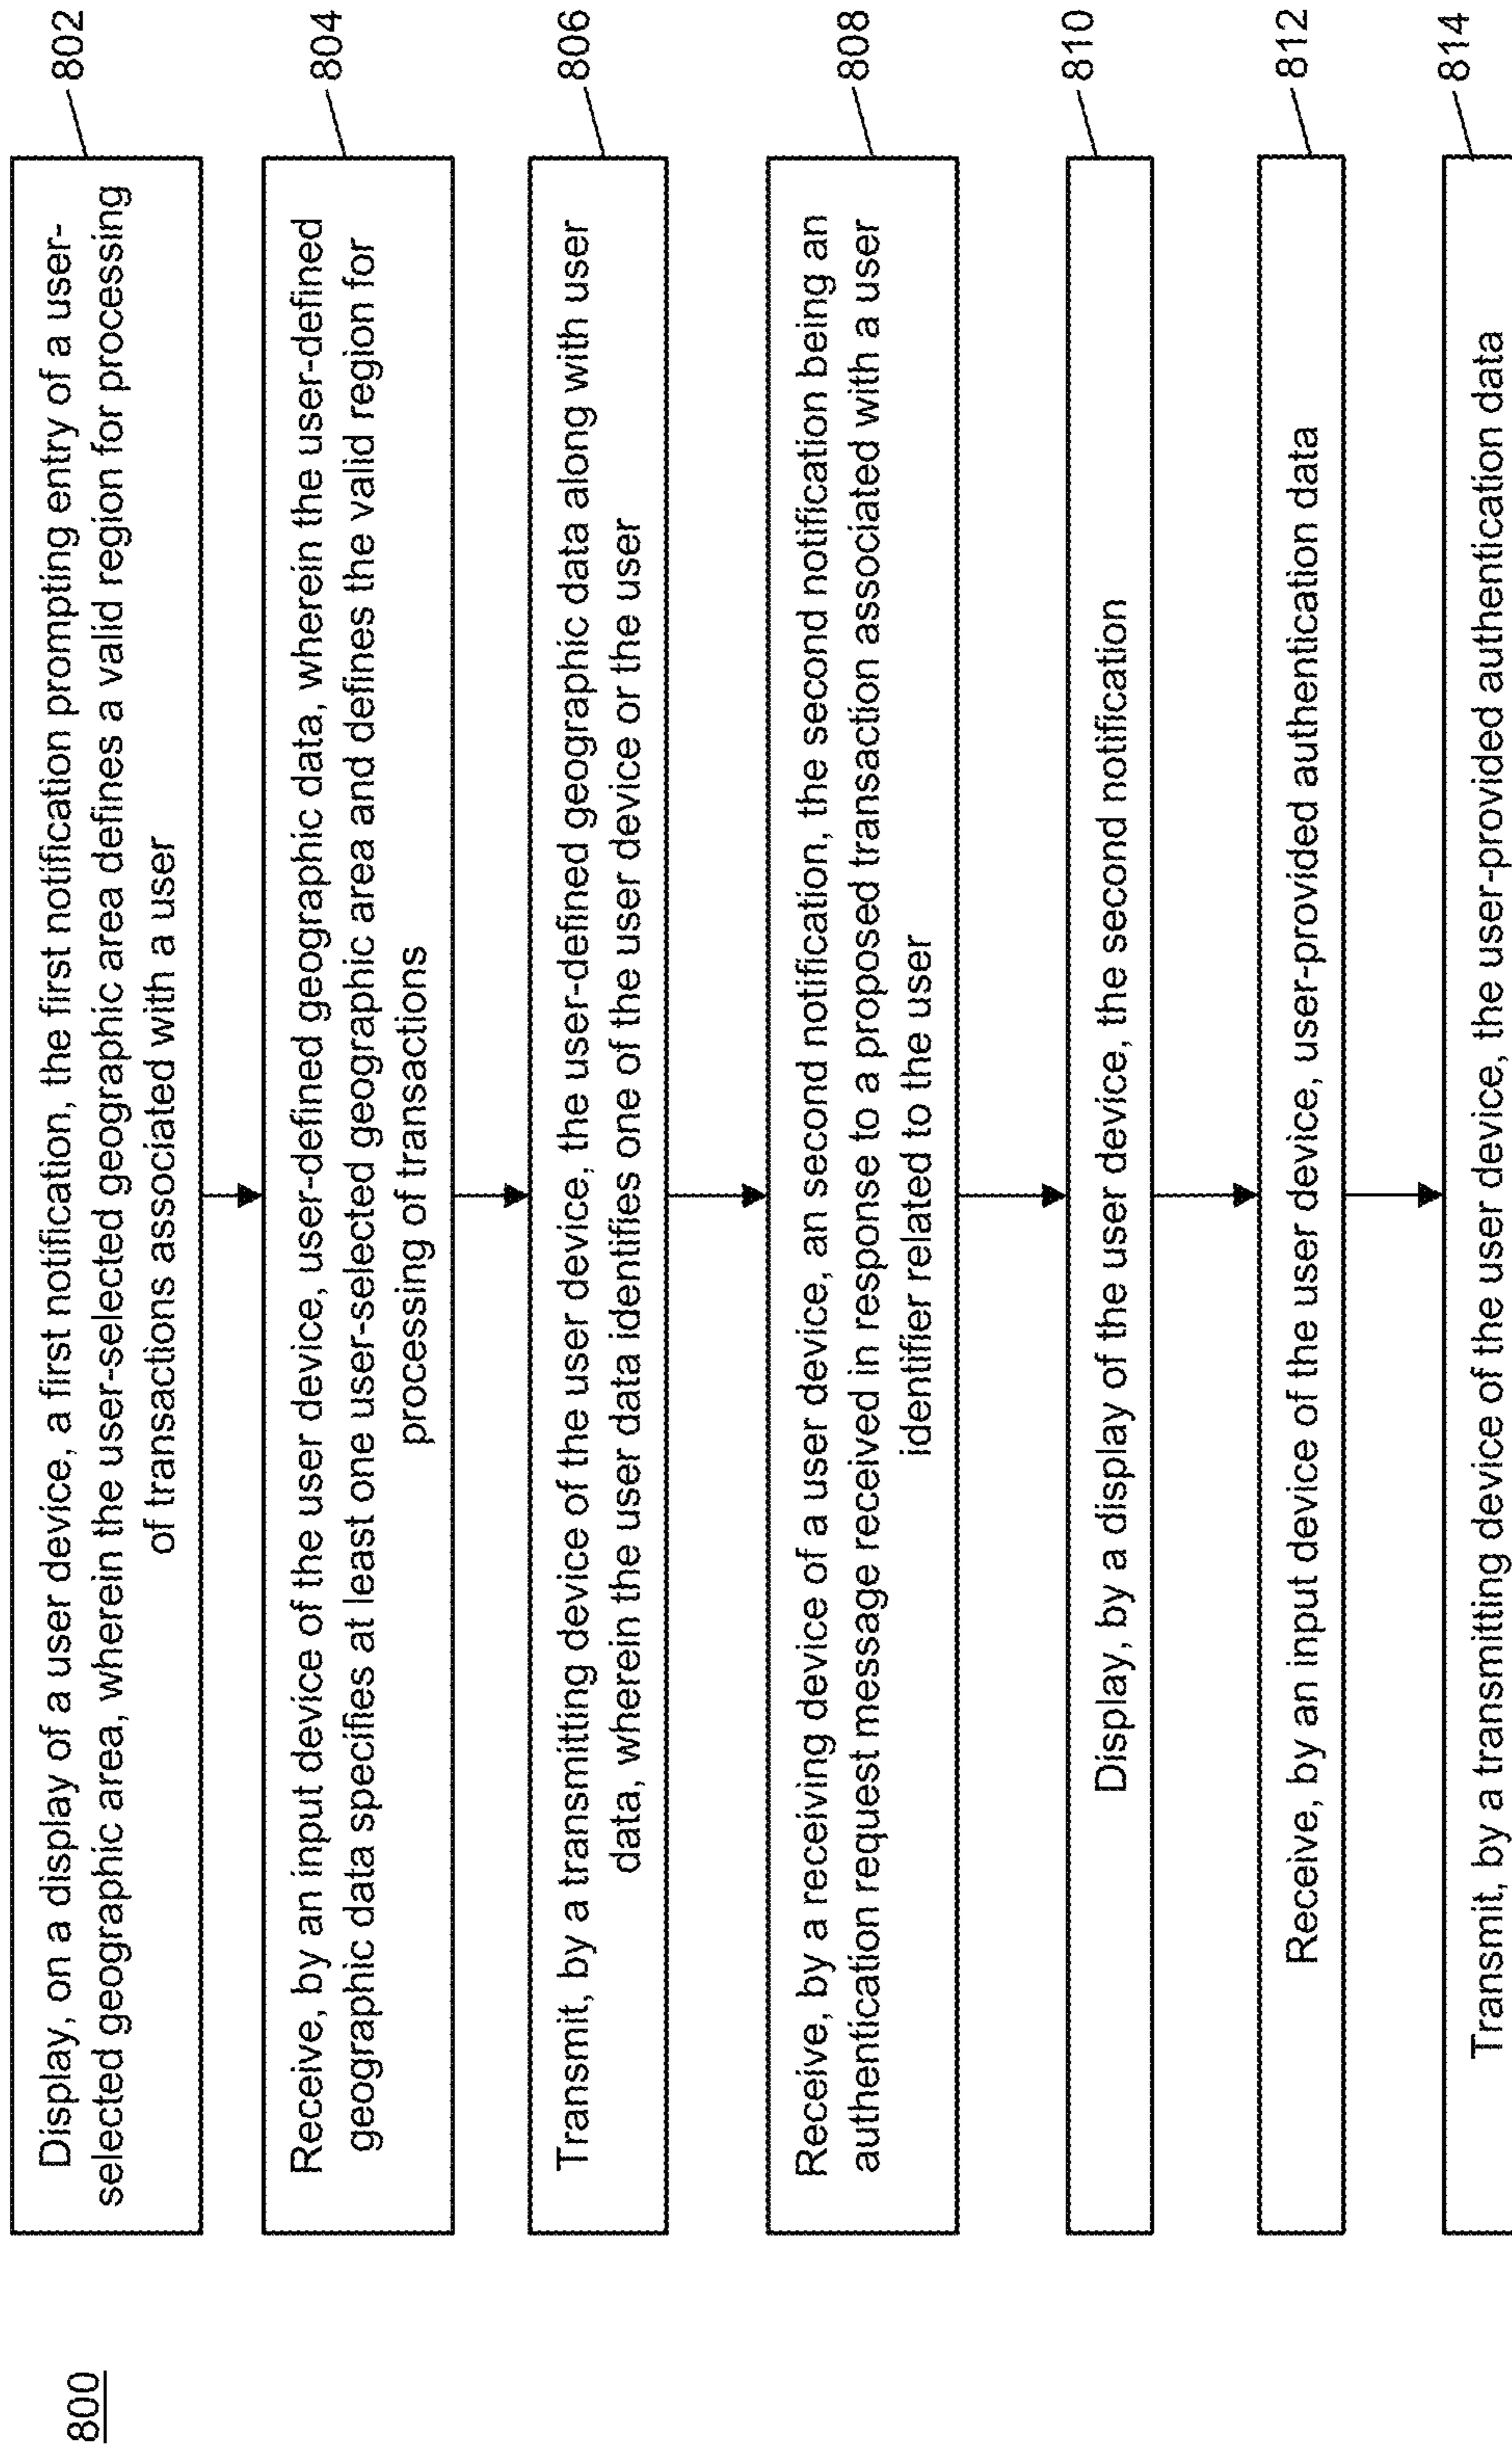 800
Display, on a display of a user device, a first notification, the first notification prompting entry of a user-
selected geographic area, wherein the user-selected geographic area defines a valid region for processing
of transactions associated with a user
802
Receive, by an input device of the user device, user-defined geographic data, wherein the user-defined
geographic data specifies at least one user-selected geographic area and defines the valid region for
processing of transactions
804
Transmit, by a transmitting device of the user device, the user-defined geographic data along with user
data, wherein the user data identifies one of the user device or the user
806
Receive, by a receiving device of a user device, an second notification, the second notification being an
authentication request message received in response to a proposed transaction associated with a user
identifier related to the user
808
Display, by a display of the user device, the second notification
810
Receive, by an input device of the user device, user-provided authentication data
812
Transmit, by a transmitting device of the user device, the user-provided authentication data
814